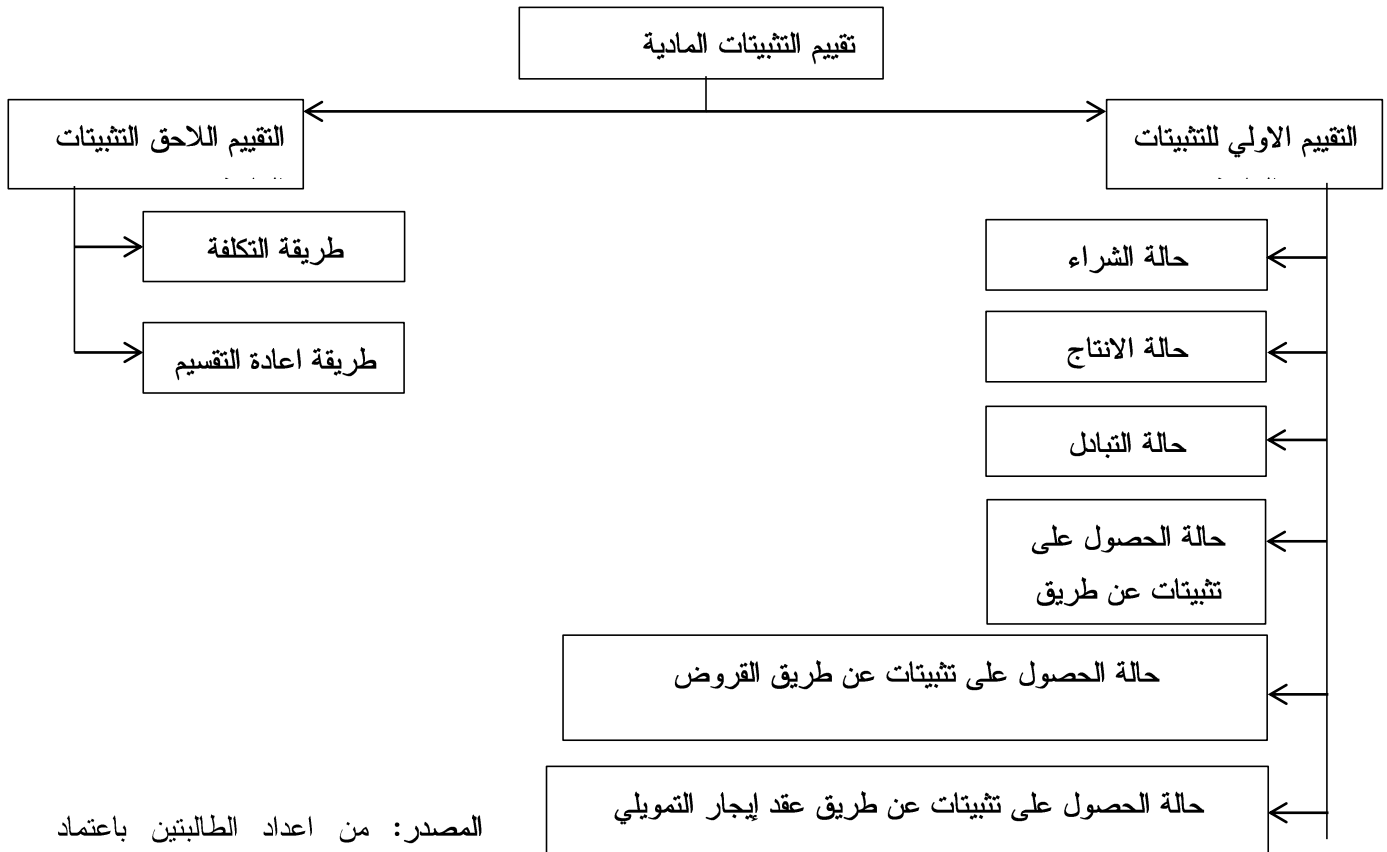 تقييم التثبيتات المادية
التقييم الاولي للتثبيتات
حالة الشراء
حالة الانتاج
حالة التبادل
حالة الحصول على
تثبيتات عن طريق
حالة الحصول على تثبيتات عن طريق القروض
حالة الحصول على تثبيتات عن طريق عقد إيجار التمويلي
التقييم اللاحق التثبيتات
طريقة التكلفة
طريقة اعادة التقسيم
المصدر: من اعداد الطالبتين باعتماد